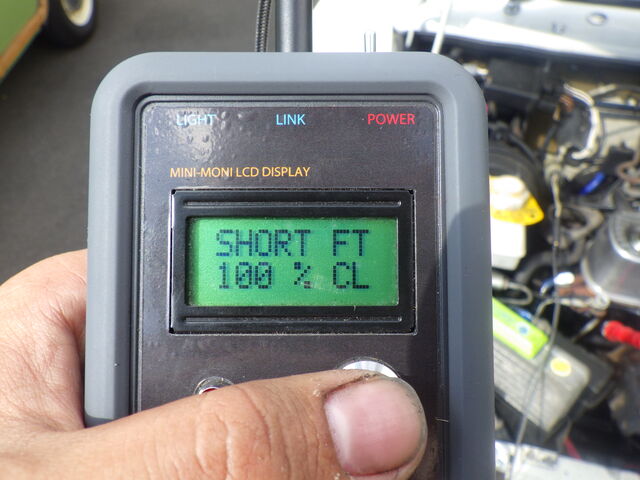 LIGHT LINK POWER
MINI-MONI LCD DISPLAY
SHORT FT
100 % CL